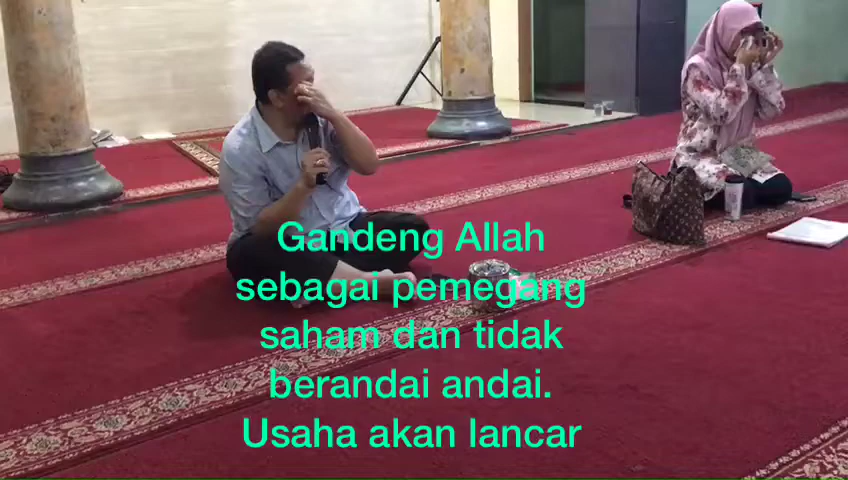 Gandeng Allah
sebagai pemegang
saham dan tidak
berandai andai.
Usaha akan lancar